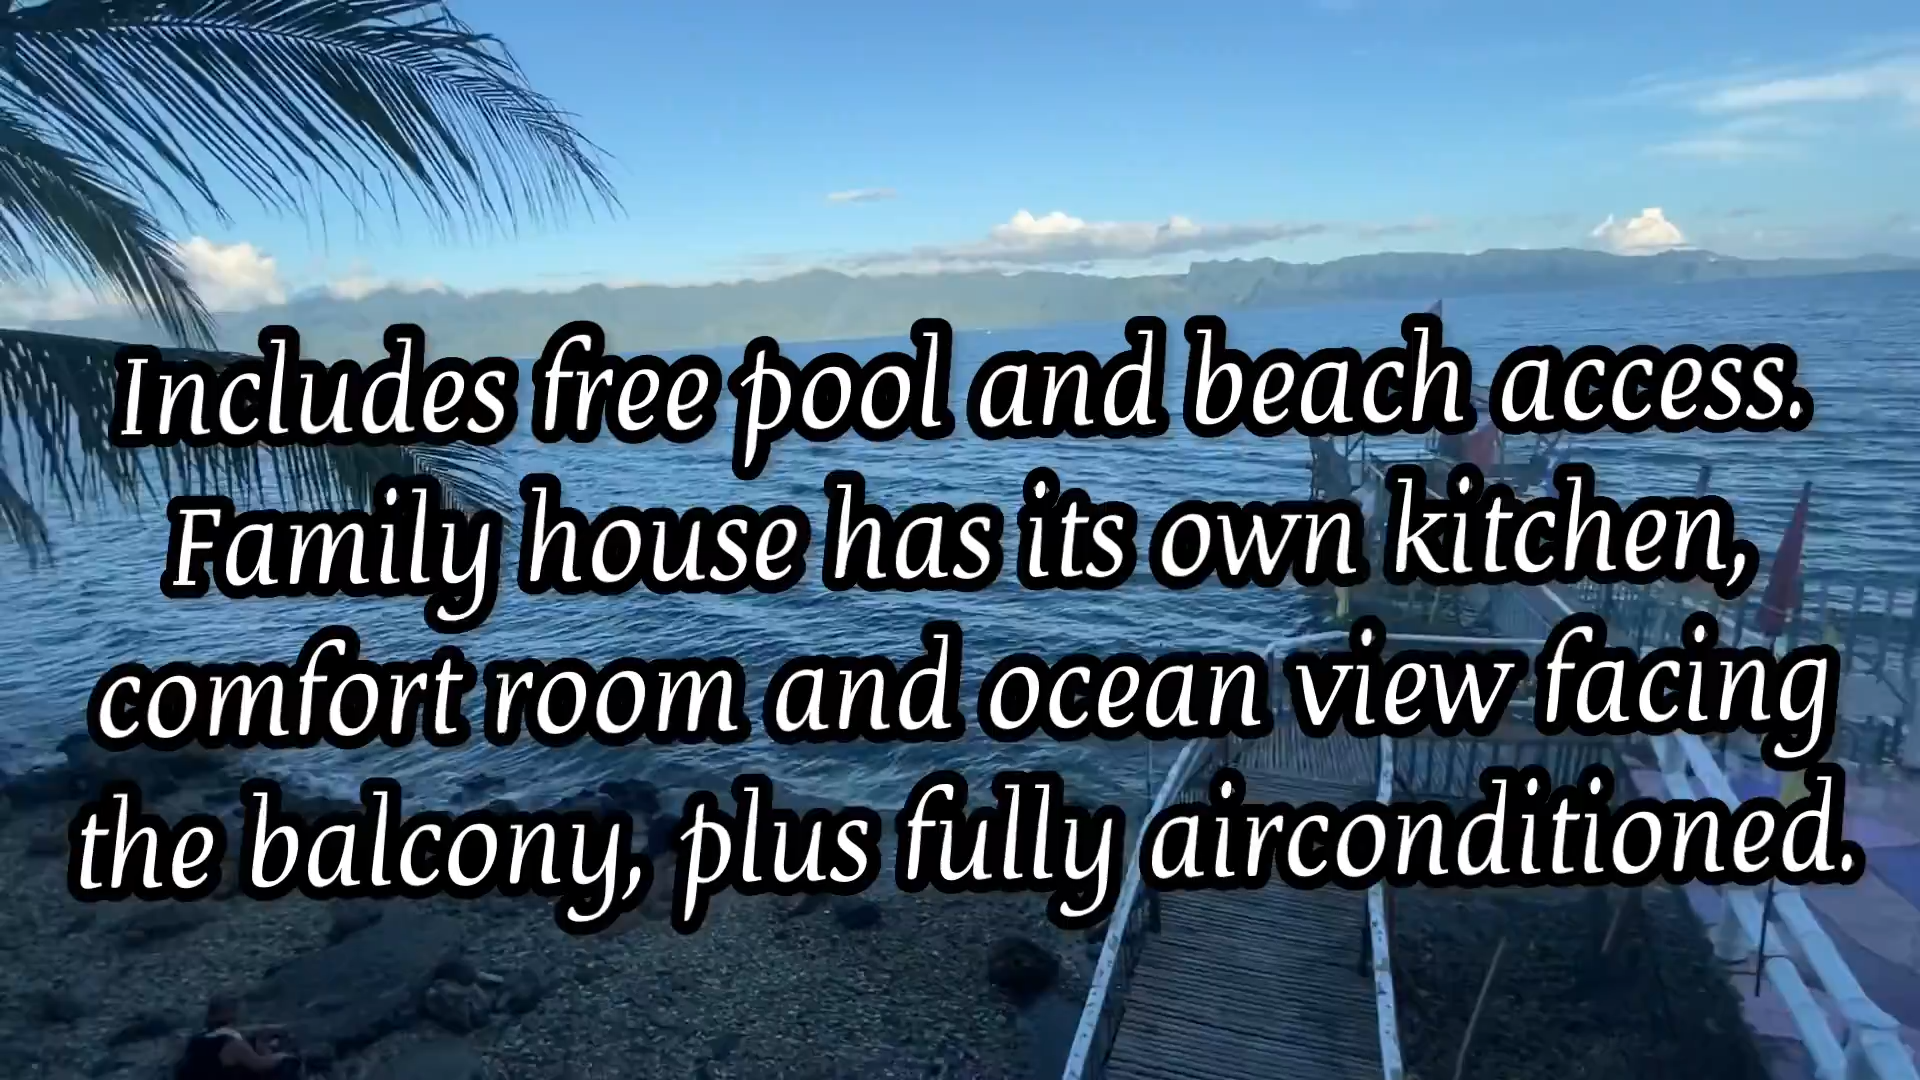 Includes free pool and beach access.
Family house has its own kitchen,
comfort room and ocean view facing
the balcony, plus fully airconditioned.